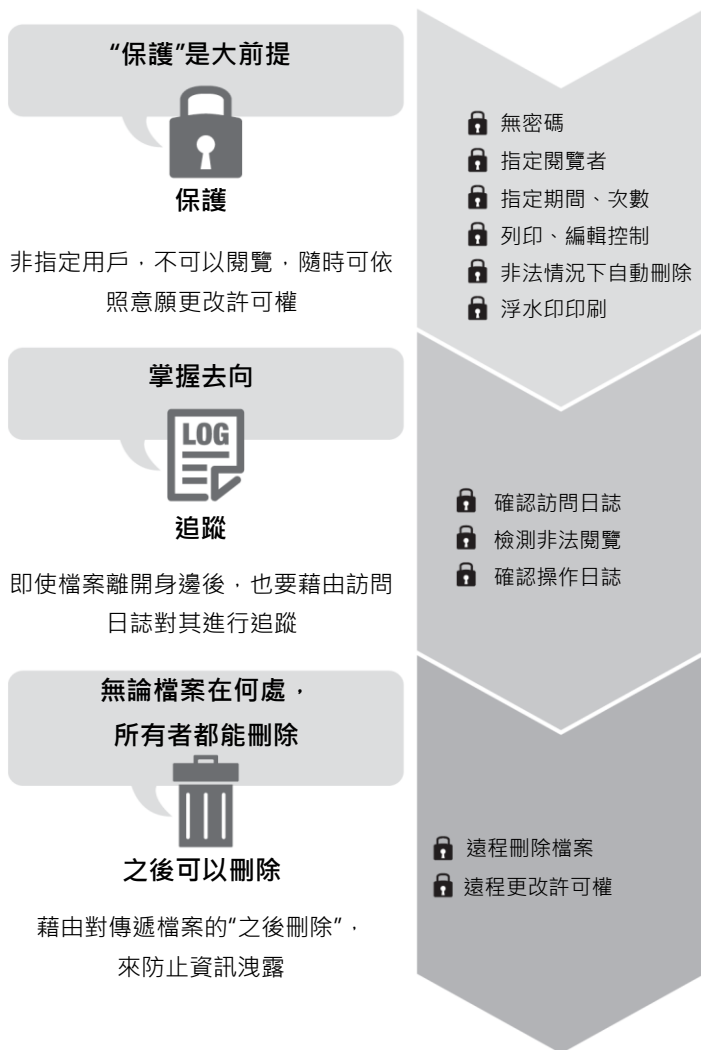 “保護”是大前提
保護
非指定用戶，不可以閱覽，隨時可依
照意願更改許可權
無密碼
指定閱覽者
指定期間、次數
列印、編輯控制
非法情況下自動刪除
浮水印印刷
掌握去向
LOG
追蹤
即使檔案離開身邊後，也要藉由訪問
日誌對其進行追蹤
確認訪問日誌
檢測非法閱覽
確認操作日誌
無論檔案在何處，
所有者都能刪除
之後可以刪除
藉由對傳遞檔案的“之後刪除”，
來防止資訊洩露
遠程刪除檔案
遠程更改許可權